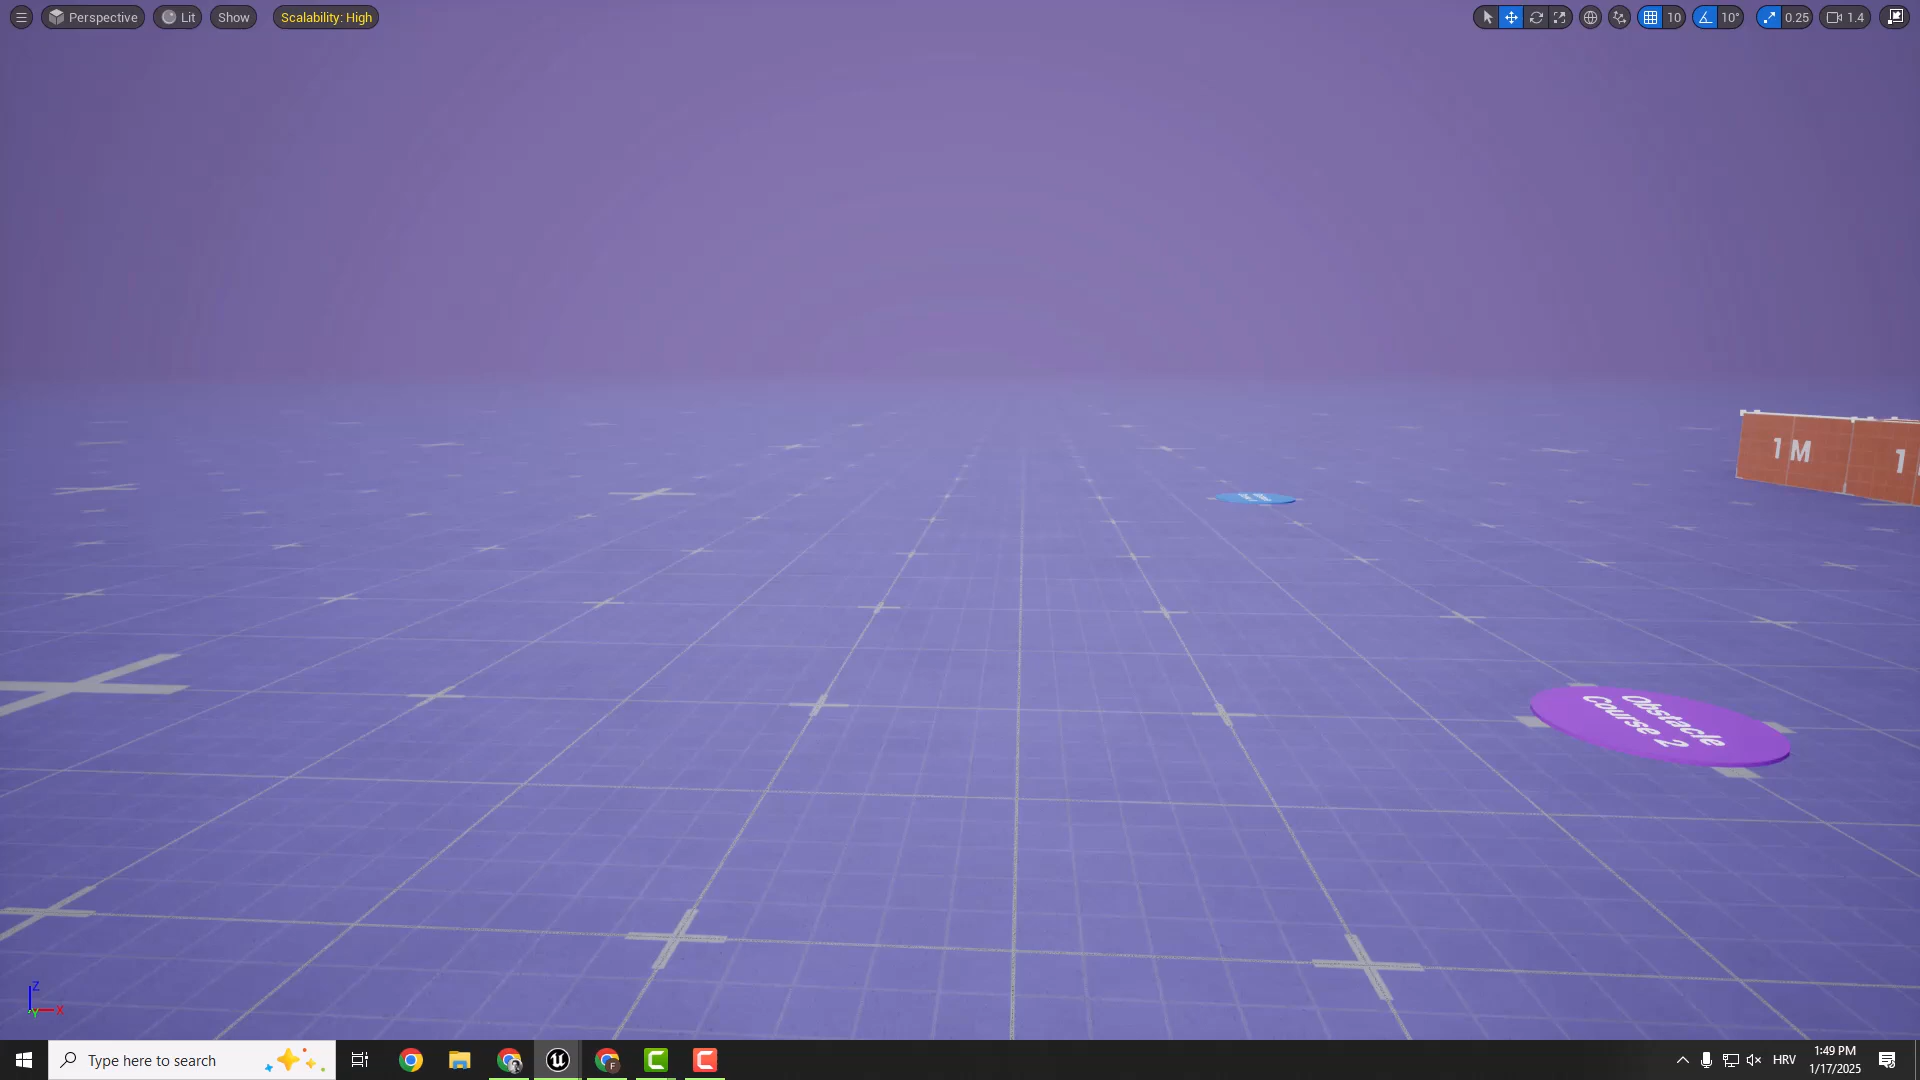 Perspective
Lit
Show
Scalability: High
10
10°
0.25
1.4
1 M
1
Obstacle
Course 2
Z
X
Y
Type here to search
F
HRV
1:49 PM
1/17/2025